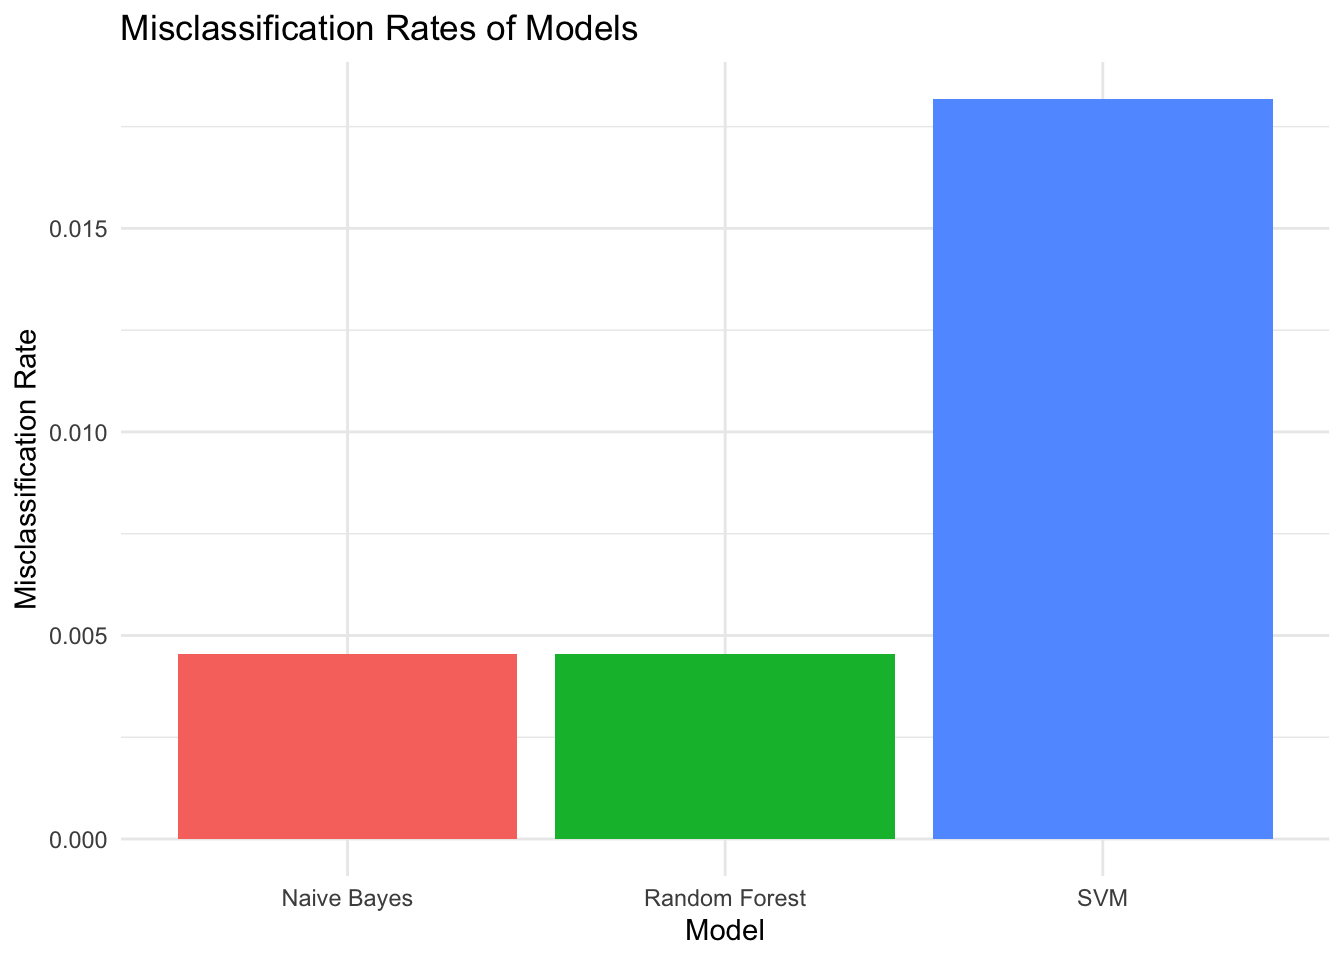 Misclassification Rates of Models
Misclassification Rate
0.015
0.010
0.005
0.000
Naive Bayes Random Forest SVM
Model